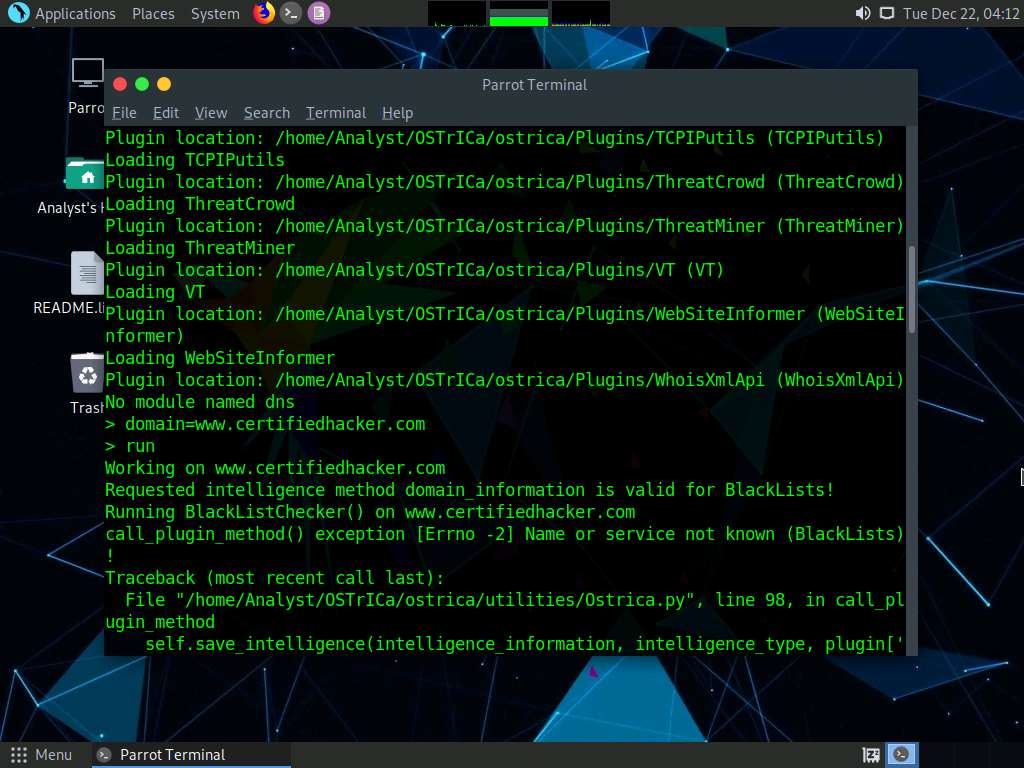 Applications Places System Tue Dec 22, 04:12
Parrot Terminal
Parro
File Edit View Search Terminal Help
Plugin location: /home/Analyst/OSTrICa/ostrica/Plugins/TCPIPutils (TCPIPutils)
Loading TCPIPutils
Plugin location: /home/Analyst/OSTrICa/ostrica/Plugins/ThreatCrowd (ThreatCrowd)
Analyst's H
Loading ThreatCrowd
Plugin location: /home/Analyst/OSTrICa/ostrica/Plugins/ThreatMiner (ThreatMiner)
Loading ThreatMiner
Plugin location: /home/Analyst/OSTrICa/ostrica/Plugins/VT (VT)
Loading VT
README.li
Plugin location: /home/Analyst/OSTrICa/ostrica/Plugins/WebSiteInformer (WebSiteI
nformer)
Loading WebSiteInformer
Plugin location: /home/Analyst/OSTrICa/ostrica/Plugins/WhoisXmlApi (WhoisXmlApi)
Trash
No module named dns
> domain=www.certifiedhacker.com
> run
Working on www.certifiedhacker.com
Requested intelligence method domain_information is valid for BlackLists!
Running BlackListChecker() on www.certifiedhacker.com
call_plugin_method() exception [Errno -2] Name or service not known (BlackLists)
!
Traceback (most recent call last):
File "/home/Analyst/OSTrICa/ostrica/utilities/Ostrica.py", line 98, in call_pl
ugin_method
self.save_intelligence(intelligence_information, intelligence_type, plugin['
Menu Parrot Terminal